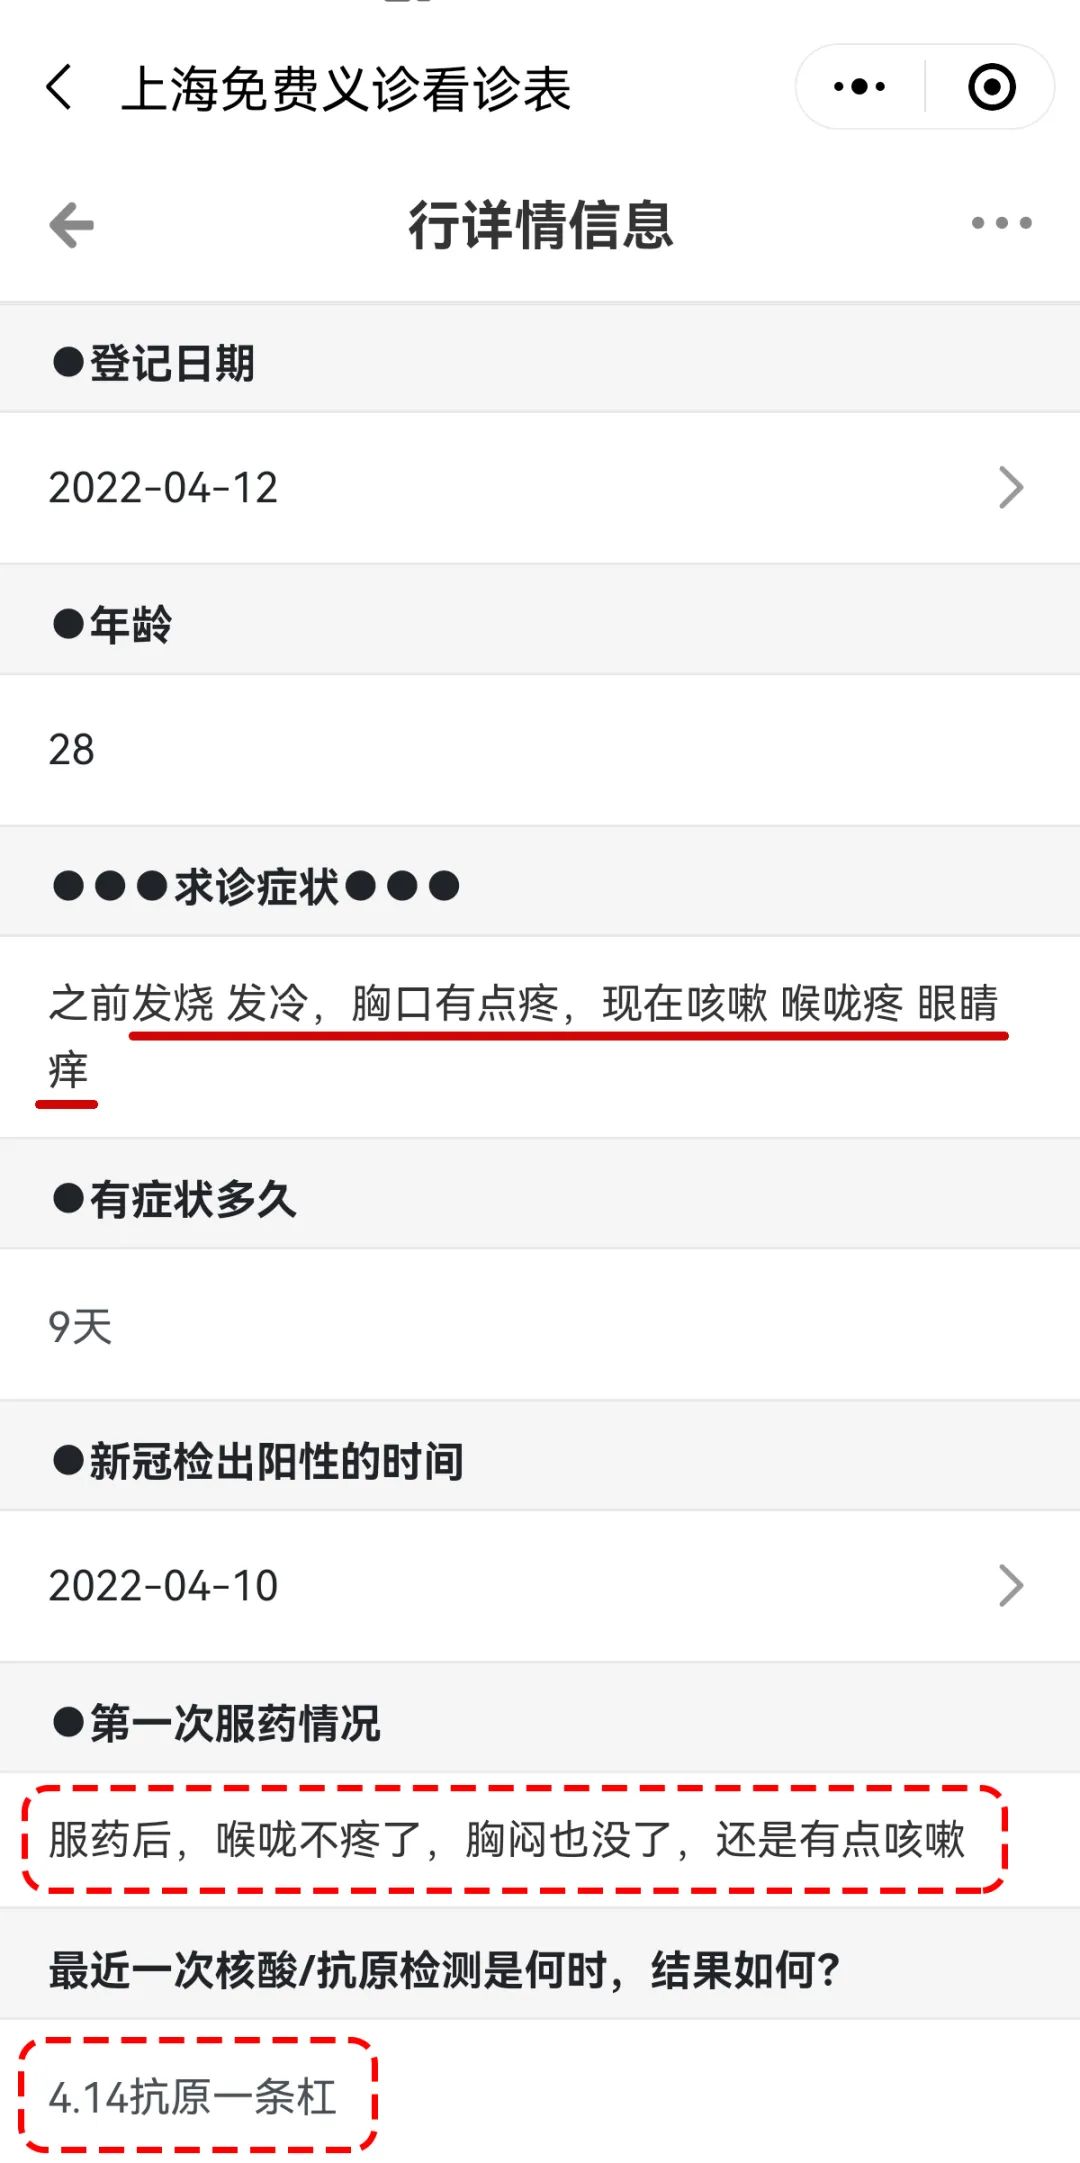 上海免费义诊看诊表
行详情信息
●登记日期
2022-04-12
●年龄
28
●●●求诊症状●●●
之前发烧 发冷，胸口有点疼，现在咳嗽 喉咙疼 眼睛
痒
●有症状多久
9天
●新冠检出阳性的时间
2022-04-10
●第一次服药情况
服药后，喉咙不疼了，胸闷也没了，还是有点咳嗽
最近一次核酸/抗原检测是何时，结果如何？
4.14抗原一条杠